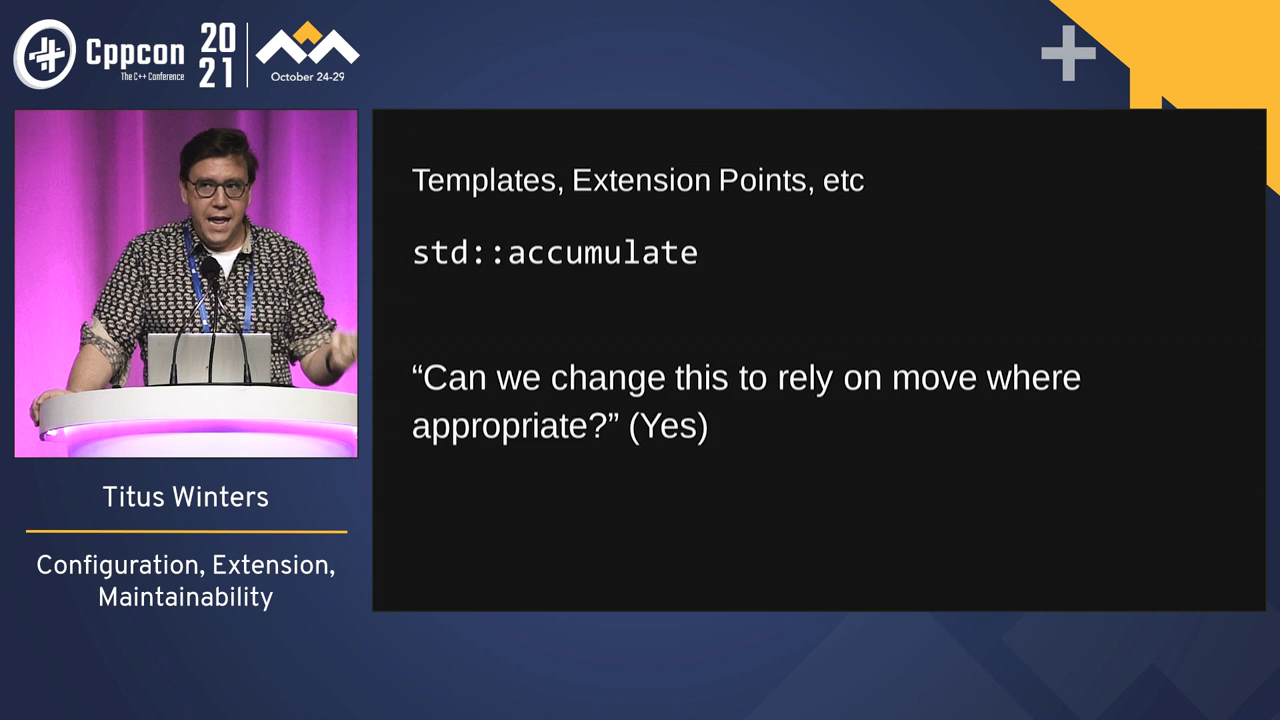 Cppcon
The C++ Conference
20
21
October 24-29
Templates, Extension Points, etc
std::accumulate
“Can we change this to rely on move where
appropriate?” (Yes)
Titus Winters
Configuration, Extension,
Maintainability